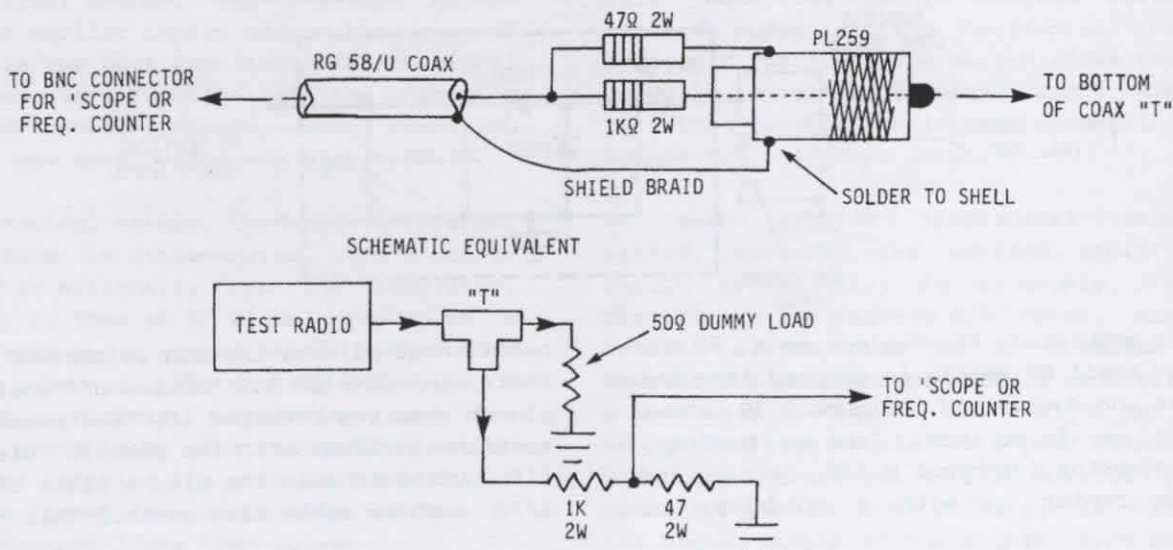 47Ω 2W
PL259
RG 58/U COAX
TO BNC CONNECTOR
FOR 'SCOPE OR
FREQ. COUNTER
1KΩ 2W
TO BOTTOM
OF COAX "T"
SHIELD BRAID
SOLDER TO SHELL
SCHEMATIC EQUIVALENT
TEST RADIO
"T"
50Ω DUMMY LOAD
TO 'SCOPE OR
FREQ. COUNTER
1K
2W
47
2W